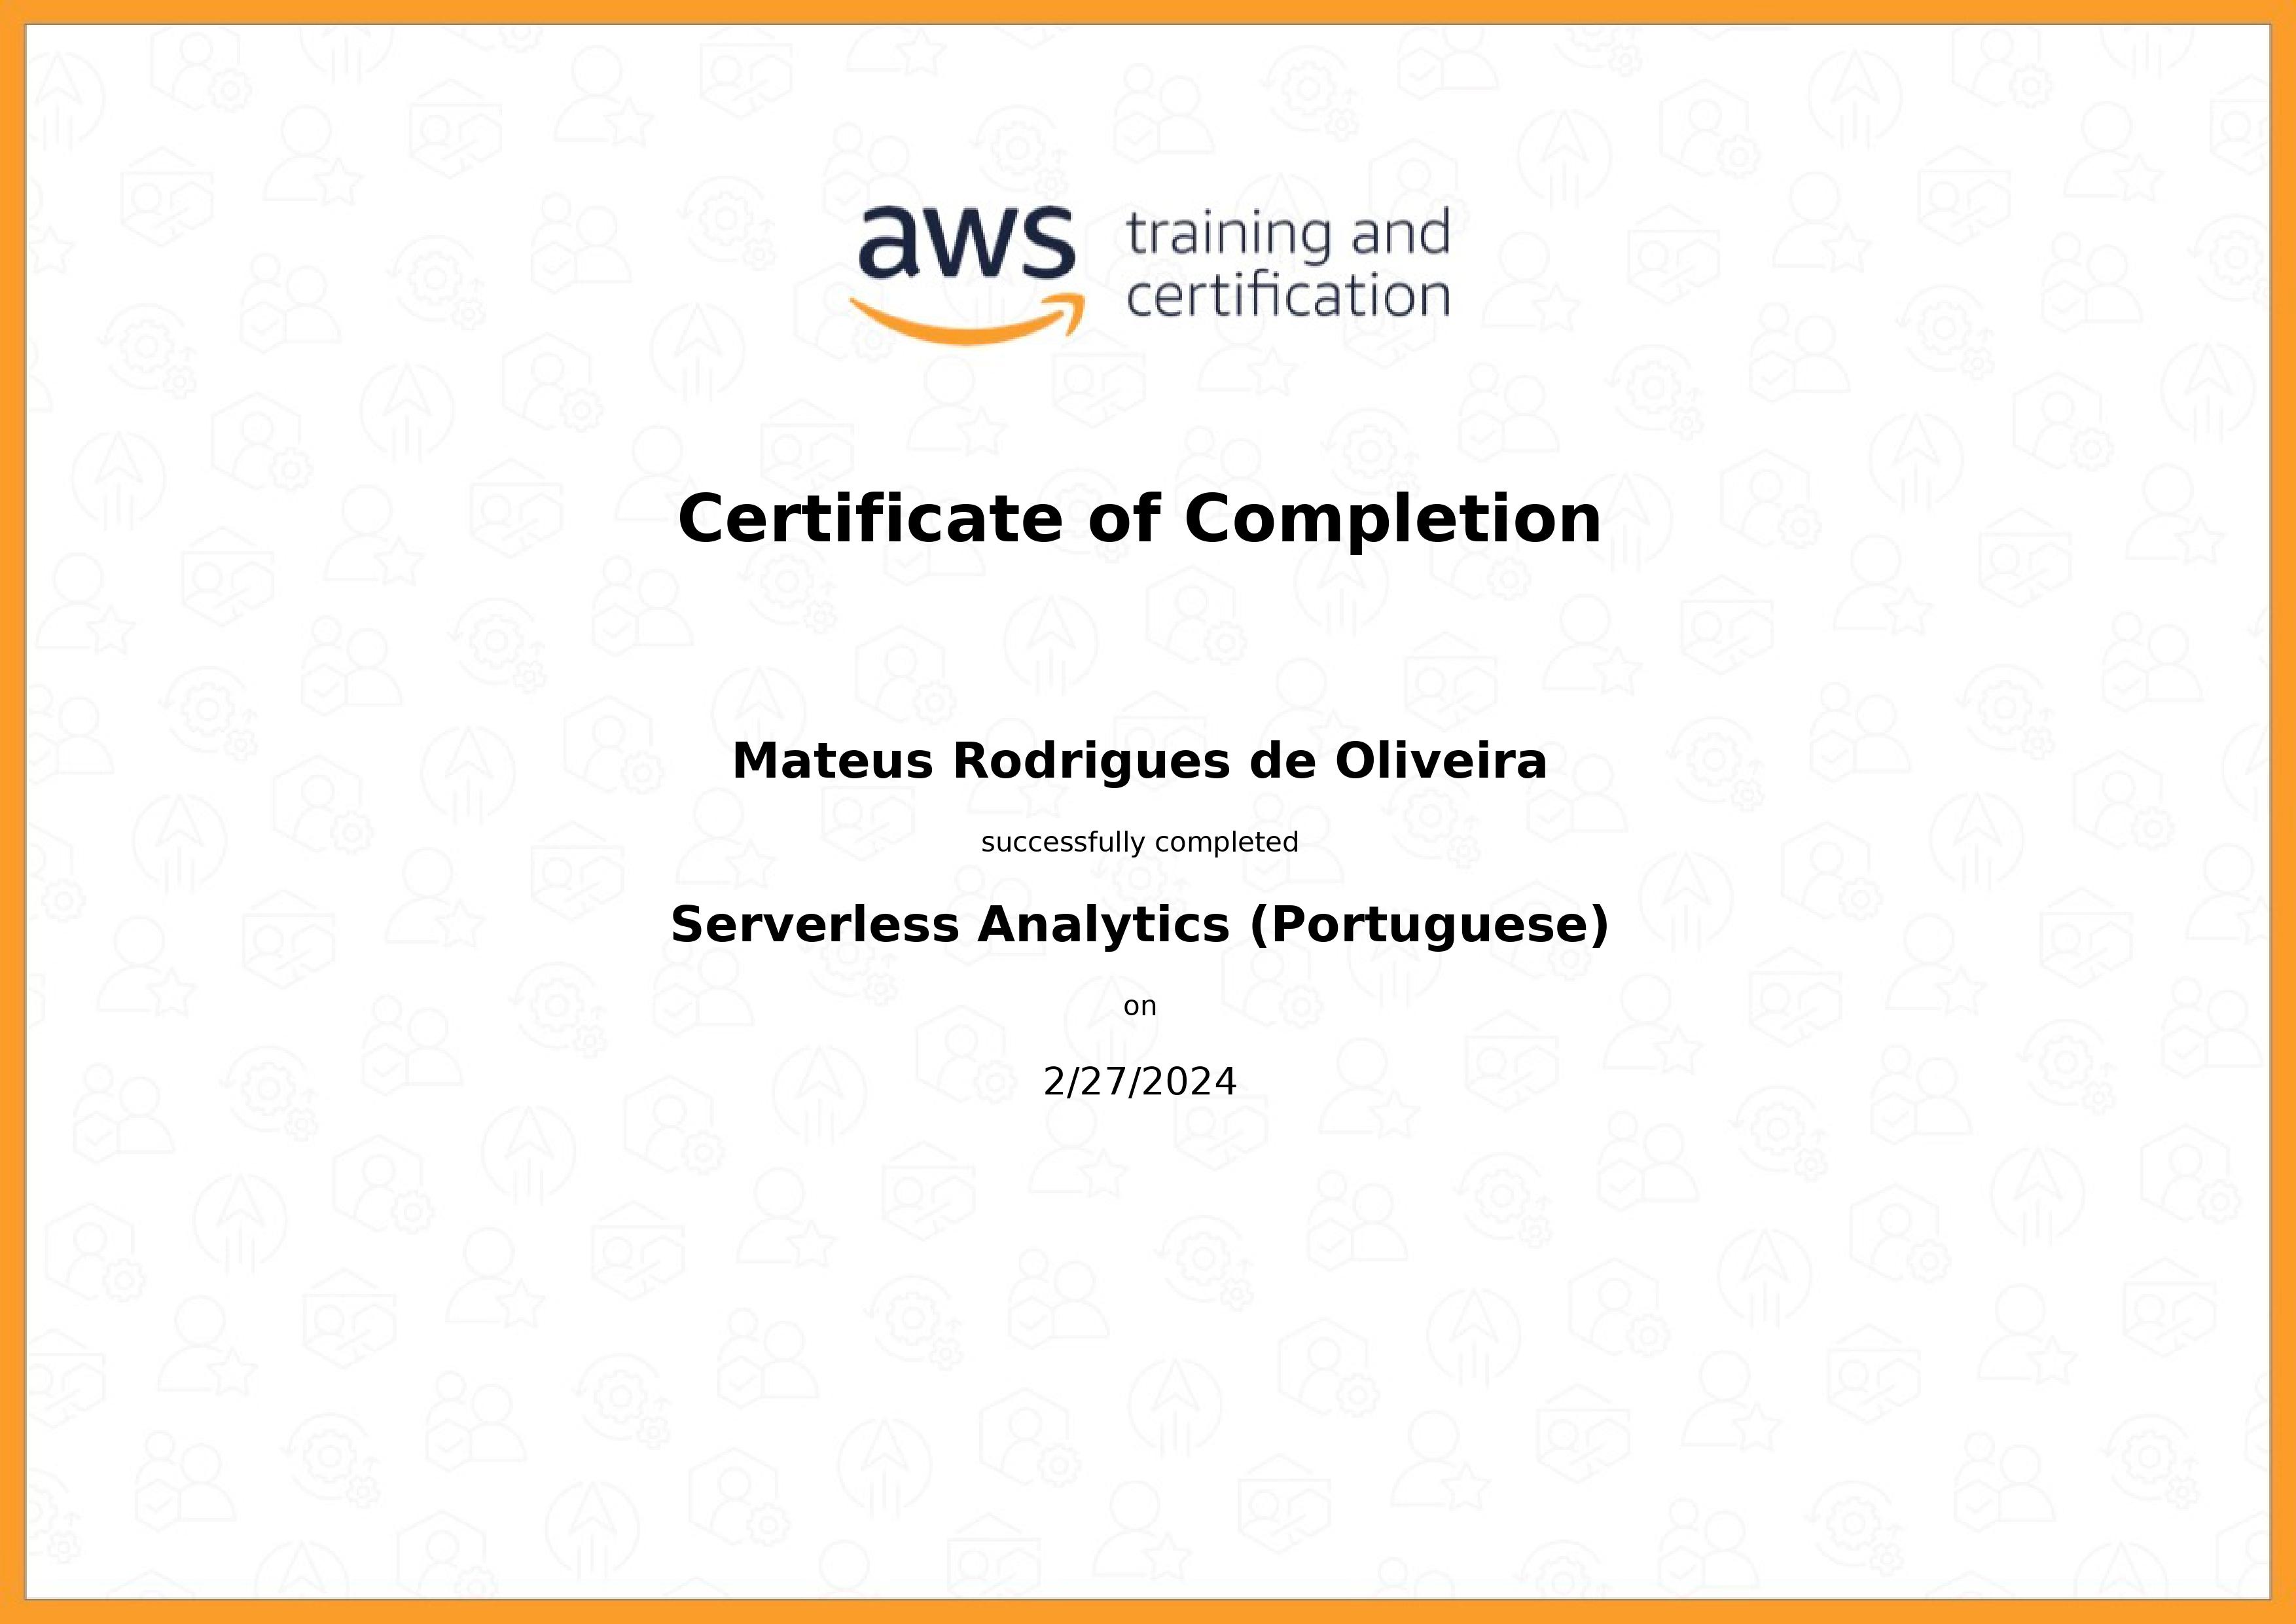 aws training and
certification
Certificate of Completion
Mateus Rodrigues de Oliveira
successfully completed
Serverless Analytics (Portuguese)
on
2/27/2024